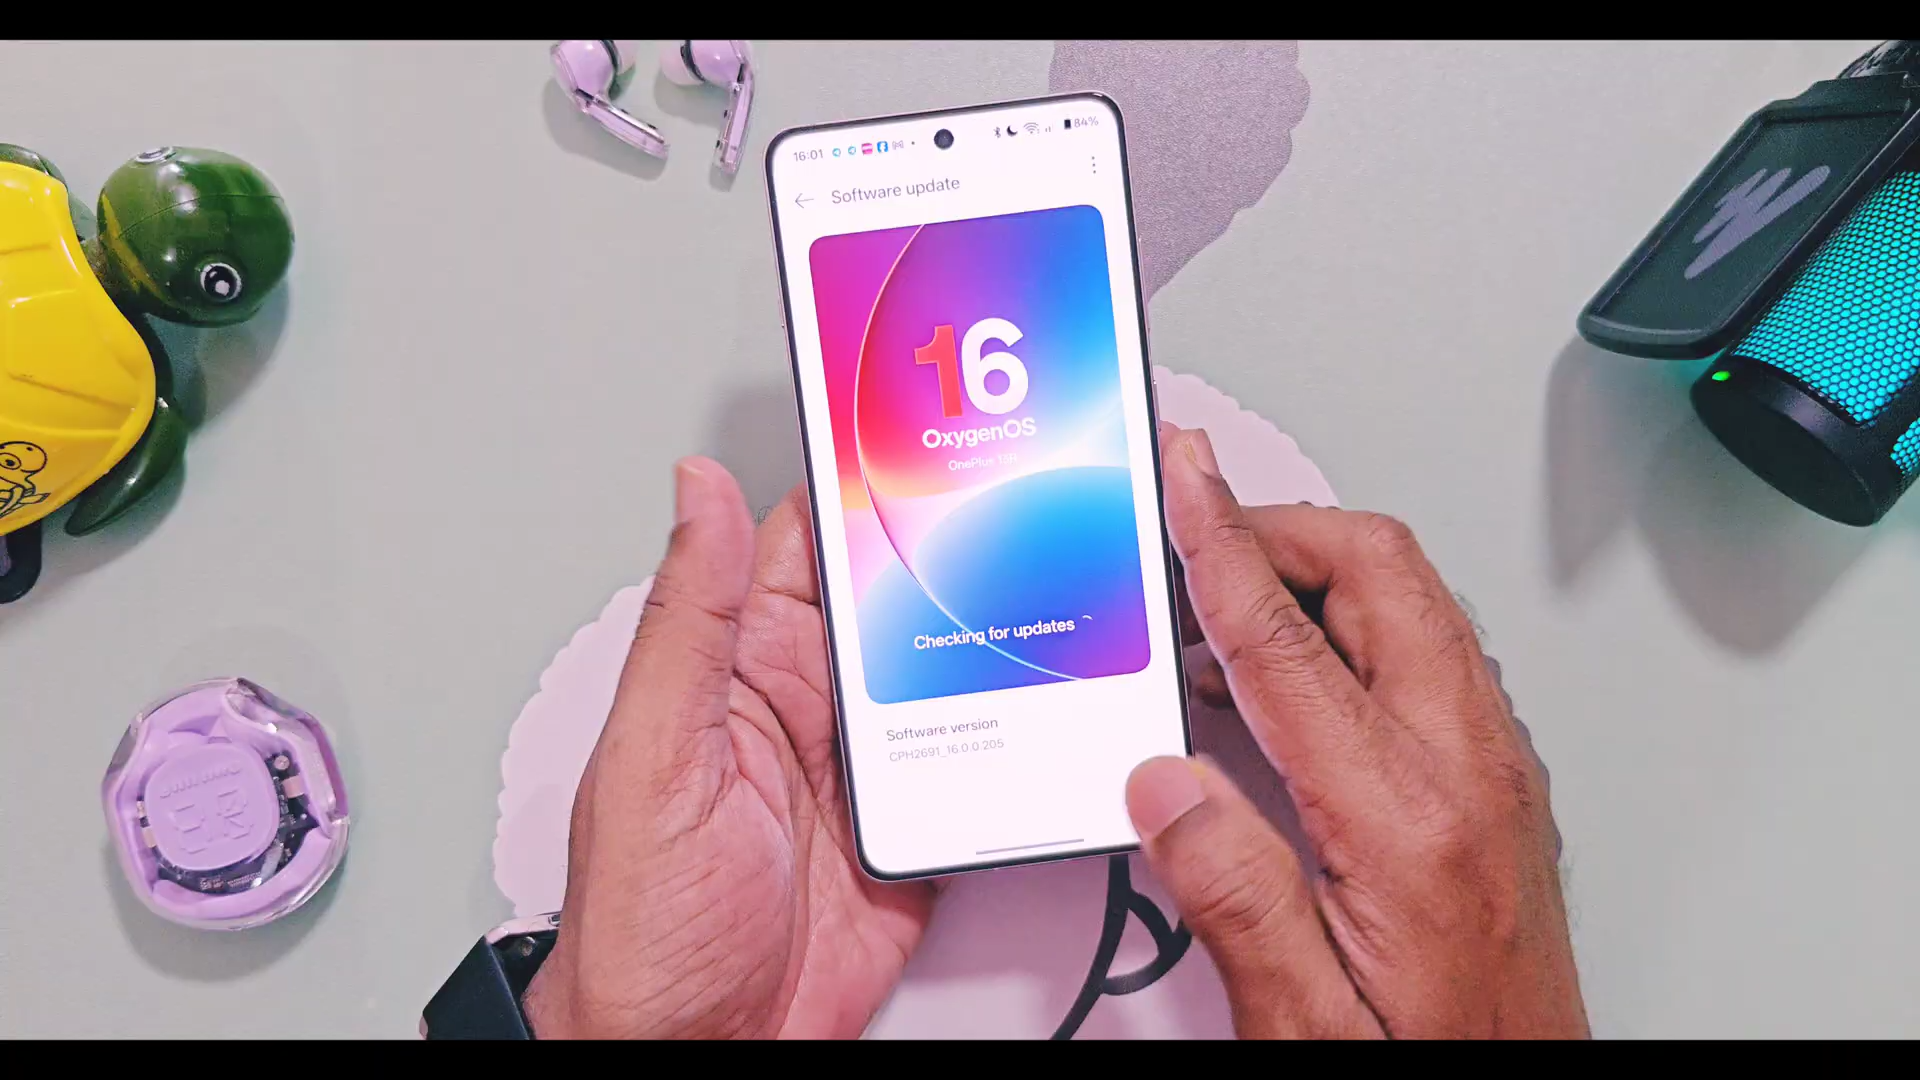 16:01
84%
Software update
16
OxygenOS
OnePlus 13R
Checking for updates
Software version
CPH2691_16.0.0.205